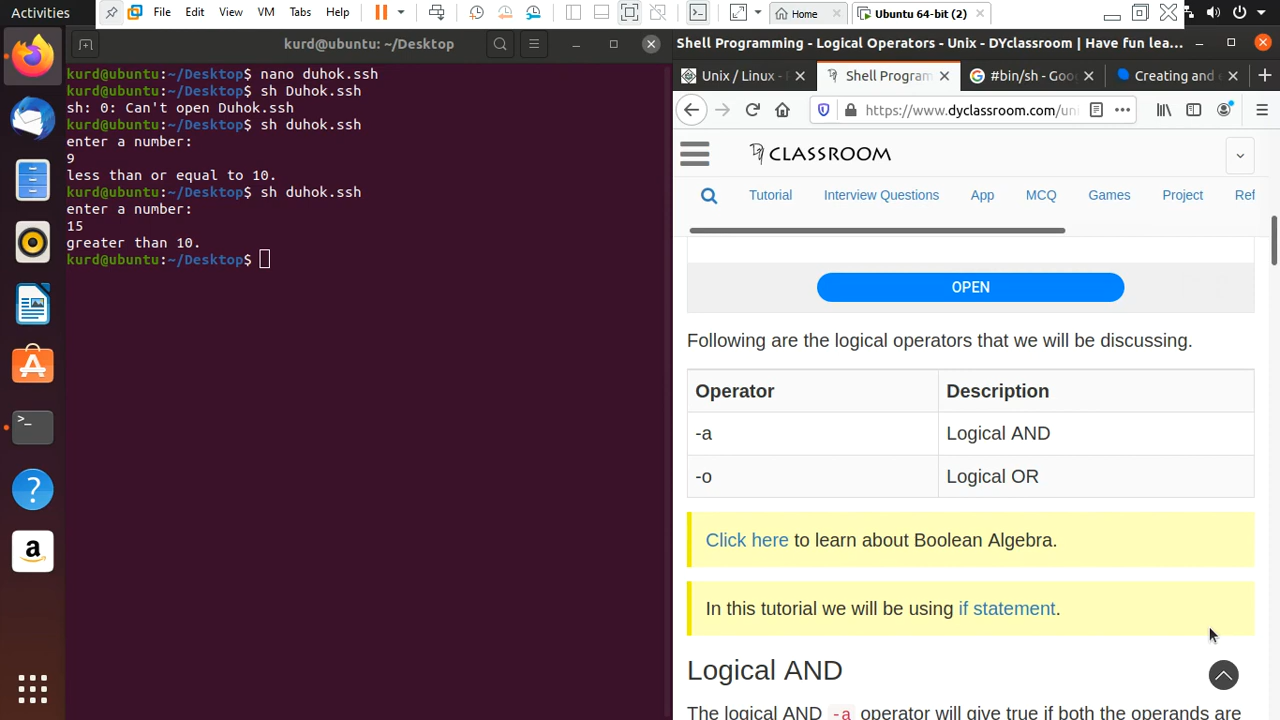 Activities
File Edit View VM Tabs Help
Home
Ubuntu 64-bit (2)
kurd@ubuntu: ~/Desktop
kurd@ubuntu:~/Desktop$ nano duhok.ssh
kurd@ubuntu:~/Desktop$ sh Duhok.ssh
sh: 0: Can't open Duhok.ssh
kurd@ubuntu:~/Desktop$ sh duhok.ssh
enter a number:
9
less than or equal to 10.
kurd@ubuntu:~/Desktop$ sh duhok.ssh
enter a number:
15
greater than 10.
kurd@ubuntu:~/Desktop$
Shell Programming - Logical Operators - Unix - DYclassroom | Have fun lea...
Unix / Linux -
Shell Program
#bin/sh - Goo
Creating and
https://www.dyclassroom.com/uni
CLASSROOM
Tutorial Interview Questions App MCQ Games Project Ref
OPEN
Following are the logical operators that we will be discussing.
Operator Description
-a Logical AND
-o Logical OR
Click here to learn about Boolean Algebra.
In this tutorial we will be using if statement.
Logical AND
The logical AND -a operator will give true if both the operands are